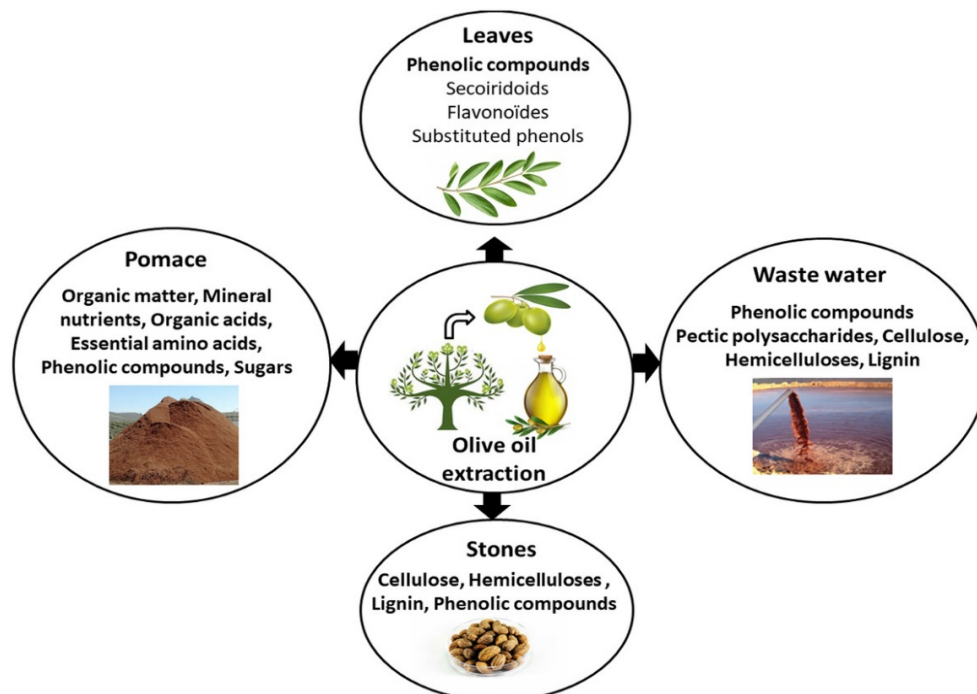 Leaves
Phenolic compounds
Secoiridoids
Flavonoïdes
Substituted phenols
Pomace
Organic matter, Mineral
nutrients, Organic acids,
Essential amino acids,
Phenolic compounds, Sugars
Olive oil
extraction
Waste water
Phenolic compounds
Pectic polysaccharides, Cellulose,
Hemicelluloses, Lignin
Stones
Cellulose, Hemicelluloses ,
Lignin, Phenolic compounds